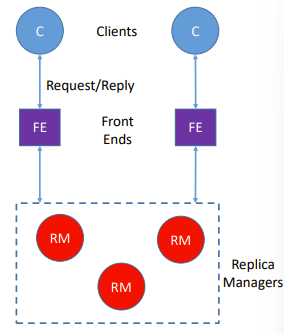 C Clients C
Request/Reply
FE Front FE
Ends
RM RM
RM
Replica
Managers